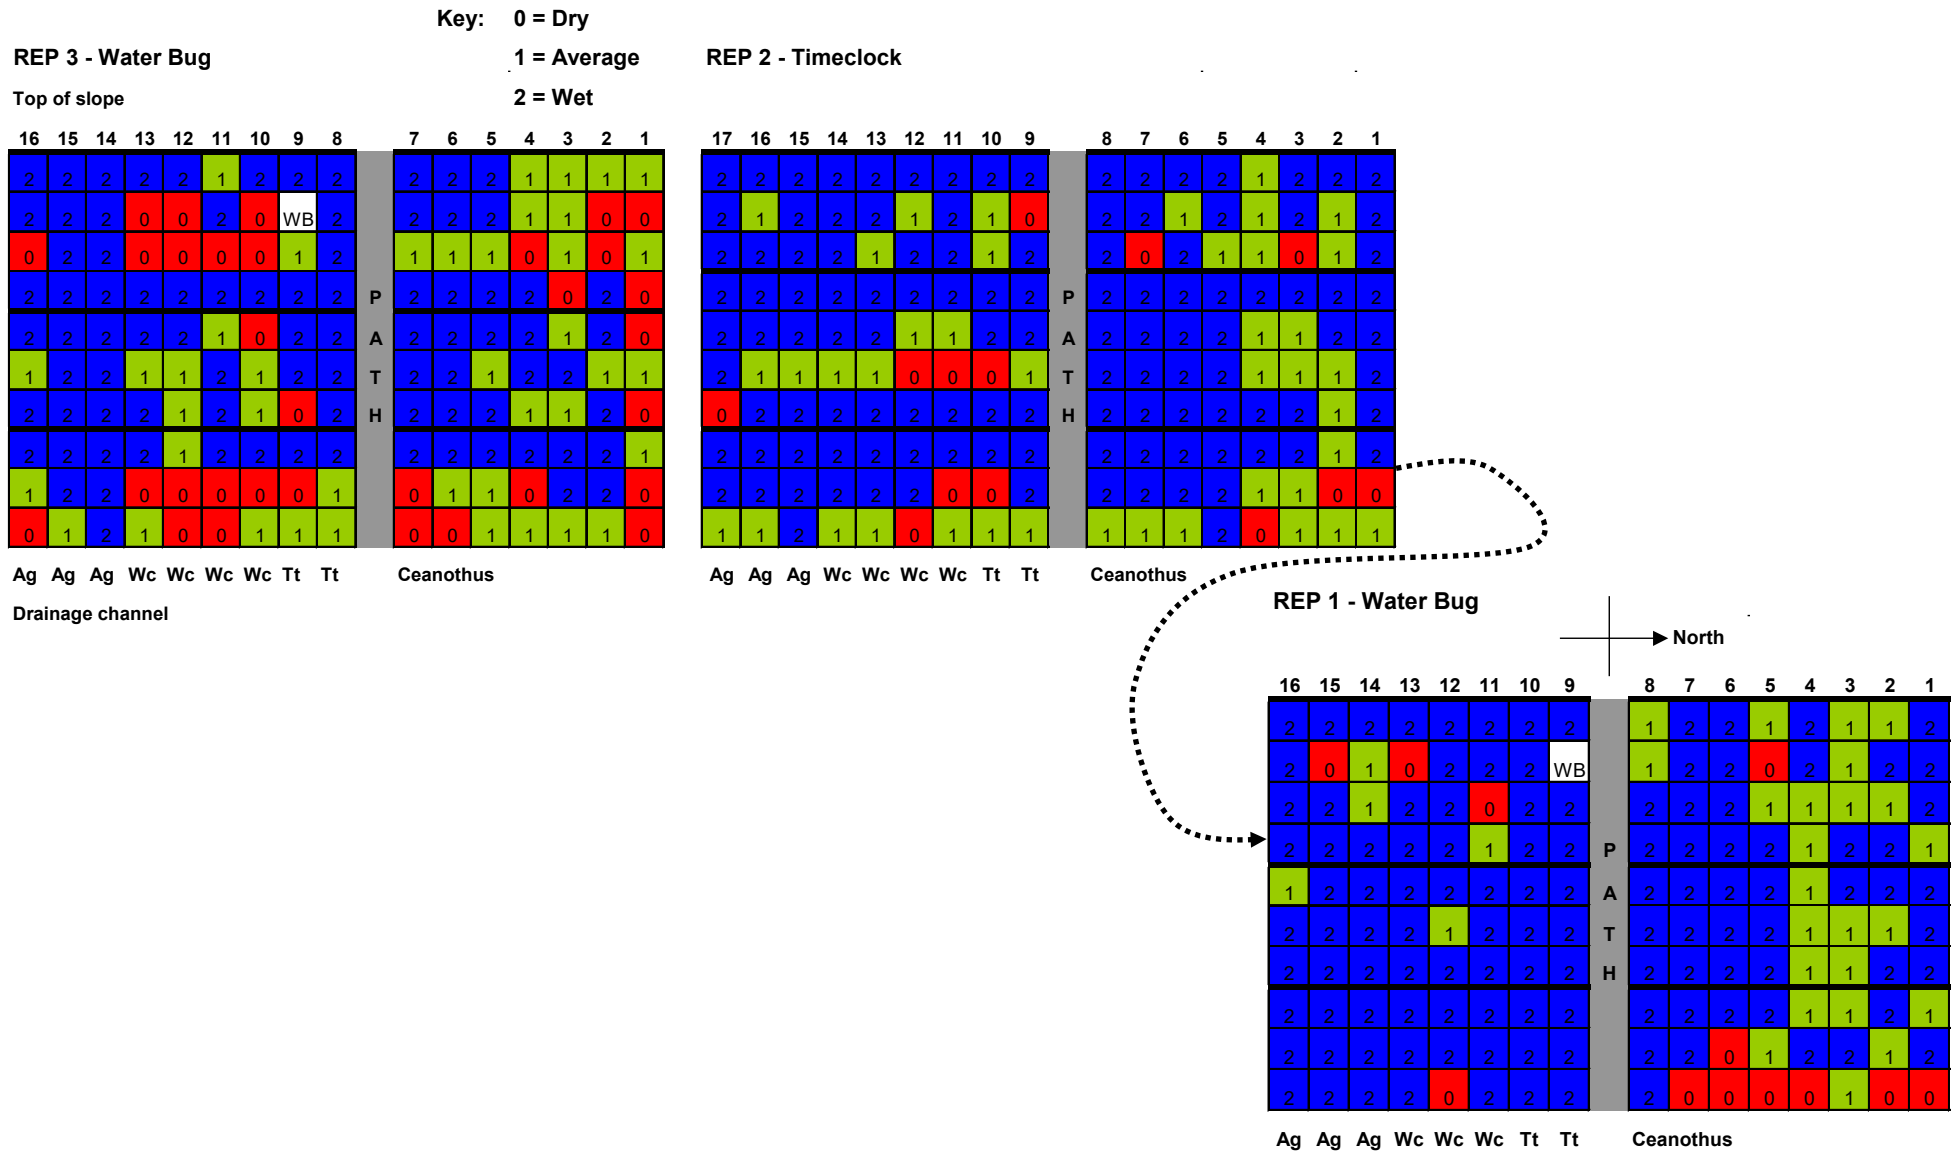 Key: 0 = Dry
REP 3 - Water Bug 1 = Average REP 2 - Timeclock
Top of slope 2 = Wet
16 15 14 13 12 11 10 9 8 7 6 5 4 3 2 1 17 16 15 14 13 12 11 10 9 8 7 6 5 4 3 2 1
2 2 2 2 2 1 2 2 2 2 2 2 1 1 1 1 2 2 2 2 2 2 2 2 2 2 2 2 2 1 2 2 2
2 2 2 0 0 2 0 WB 2 2 2 2 1 1 0 0 2 1 2 2 2 1 2 1 0 2 2 1 2 1 2 1 2
0 2 2 0 0 0 0 1 2 1 1 1 0 1 0 1 2 2 2 2 1 2 2 1 2 2 0 2 1 1 0 1 2
2 2 2 2 2 2 2 2 2 P 2 2 2 2 0 2 0 2 2 2 2 2 2 2 2 2 P 2 2 2 2 2 2 2 2
2 2 2 2 2 1 0 2 2 A 2 2 2 2 1 2 0 2 2 2 2 2 1 1 2 2 A 2 2 2 2 1 1 2 2
1 2 2 1 1 2 1 2 2 T 2 2 1 2 2 1 1 2 1 1 1 1 0 0 0 1 T 2 2 2 2 1 1 1 2
2 2 2 2 1 2 1 0 2 H 2 2 2 1 1 2 0 0 2 2 2 2 2 2 2 2 H 2 2 2 2 2 2 1 2
2 2 2 2 1 2 2 2 2 2 2 2 2 2 2 1 2 2 2 2 2 2 2 2 2 2 2 2 2 2 2 1 2
1 2 2 0 0 0 0 0 1 0 1 1 0 2 2 0 2 2 2 2 2 2 0 0 2 2 2 2 2 1 1 0 0
0 1 2 1 0 0 1 1 1 0 0 1 1 1 1 0 1 1 2 1 1 0 1 1 1 1 1 1 2 0 1 1 1
Ag Ag Ag Wc Wc Wc Wc Tt Tt Ceanothus Ag Ag Ag Wc Wc Wc Wc Tt Tt Ceanothus
Drainage channel
REP 1 - Water Bug
North
16 15 14 13 12 11 10 9 8 7 6 5 4 3 2 1
2 2 2 2 2 2 2 2 1 2 2 1 2 1 1 2
2 0 1 0 2 2 2 WB 1 2 2 0 2 1 2 2
2 2 1 2 2 0 2 2 2 2 2 1 1 1 1 2
2 2 2 2 2 1 2 2 P 2 2 2 2 1 2 2 1
1 2 2 2 2 2 2 2 A 2 2 2 2 1 2 2 2
2 2 2 2 1 2 2 2 T 2 2 2 2 1 1 1 2
2 2 2 2 2 2 2 2 H 2 2 2 2 1 1 2 2
2 2 2 2 2 2 2 2 2 2 2 2 1 1 2 1
2 2 2 2 2 2 2 2 2 2 0 1 2 2 1 2
2 2 2 2 0 2 2 2 2 0 0 0 0 1 0 0
Ag Ag Ag Wc Wc Wc Tt Tt Ceanothus